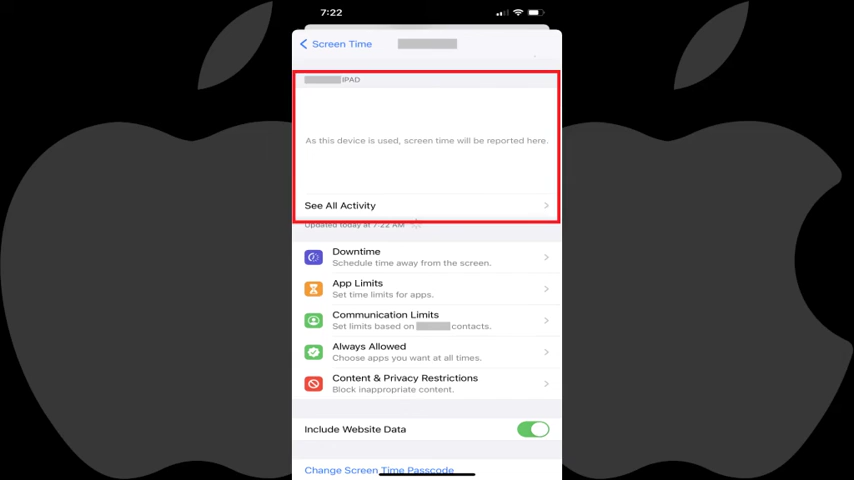 7:22
Screen Time
IPAD
As this device is used, screen time will be reported here.
See All Activity
Updated today at 7:22 AM
Downtime
Schedule time away from the screen.
App Limits
Set time limits for apps.
Communication Limits
Set limits based on contacts.
Always Allowed
Choose apps you want at all times.
Content & Privacy Restrictions
Block inappropriate content.
Include Website Data
Change Screen Time Passcode